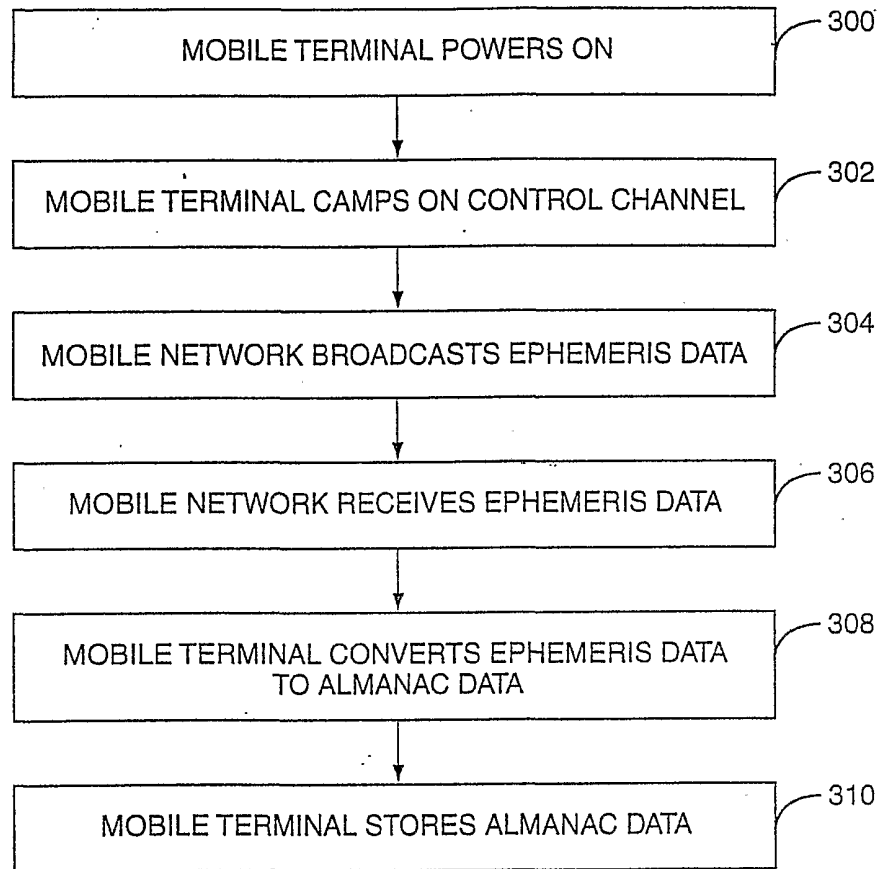 MOBILE TERMINAL POWERS ON
300
MOBILE TERMINAL CAMPS ON CONTROL CHANNEL
302
MOBILE NETWORK BROADCASTS EPHEMERIS DATA
304
MOBILE NETWORK RECEIVES EPHEMERIS DATA
306
MOBILE TERMINAL CONVERTS EPHEMERIS DATA
TO ALMANAC DATA
308
MOBILE TERMINAL STORES ALMANAC DATA
310